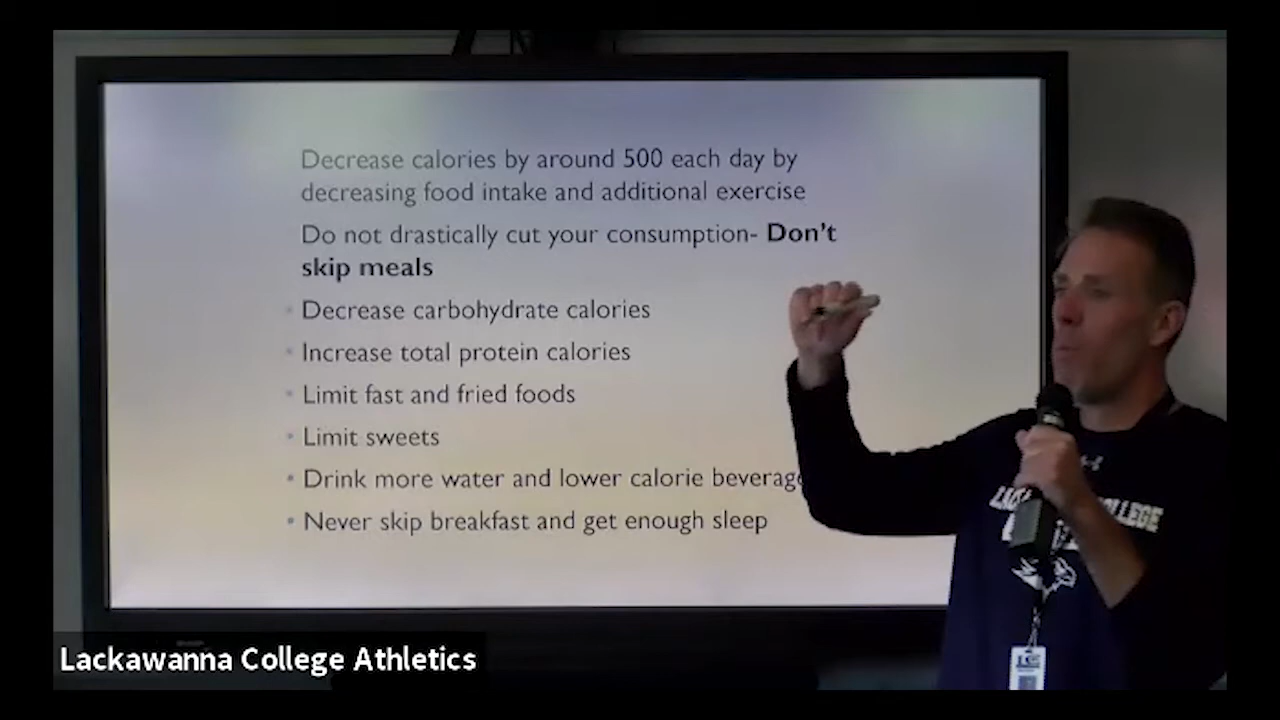 Decrease calories by around 500 each day by
decreasing food intake and additional exercise
Do not drastically cut your consumption- Don't
skip meals
• Decrease carbohydrate calories
• Increase total protein calories
• Limit fast and fried foods
• Limit sweets
• Drink more water and lower calorie beverag
• Never skip breakfast and get enough sleep
COLLEGE
Lackawanna College Athletics